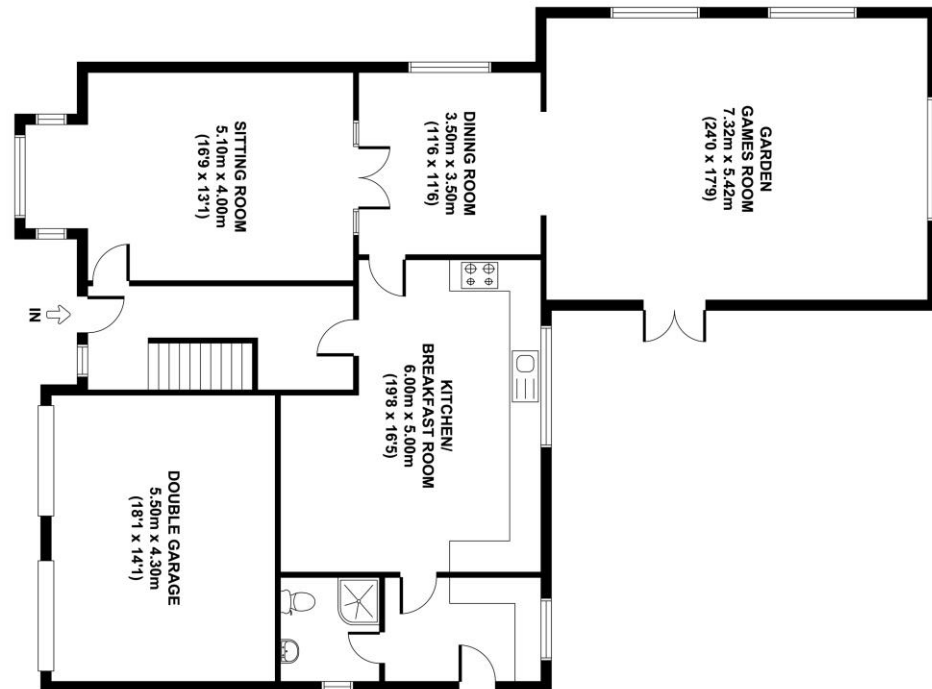 GARDEN
GAMES ROOM
7.32m x 5.42m
(24'0 x 17'9)
DINING ROOM
3.50m x 3.50m
(11'6 x 11'6)
SITTING ROOM
5.10m x 4.00m
(16'9 x 13'1)
IN
KITCHEN/
BREAKFAST ROOM
6.00m x 5.00m
(19'8 x 16'5)
DOUBLE GARAGE
5.50m x 4.30m
(18'1 x 14'1)